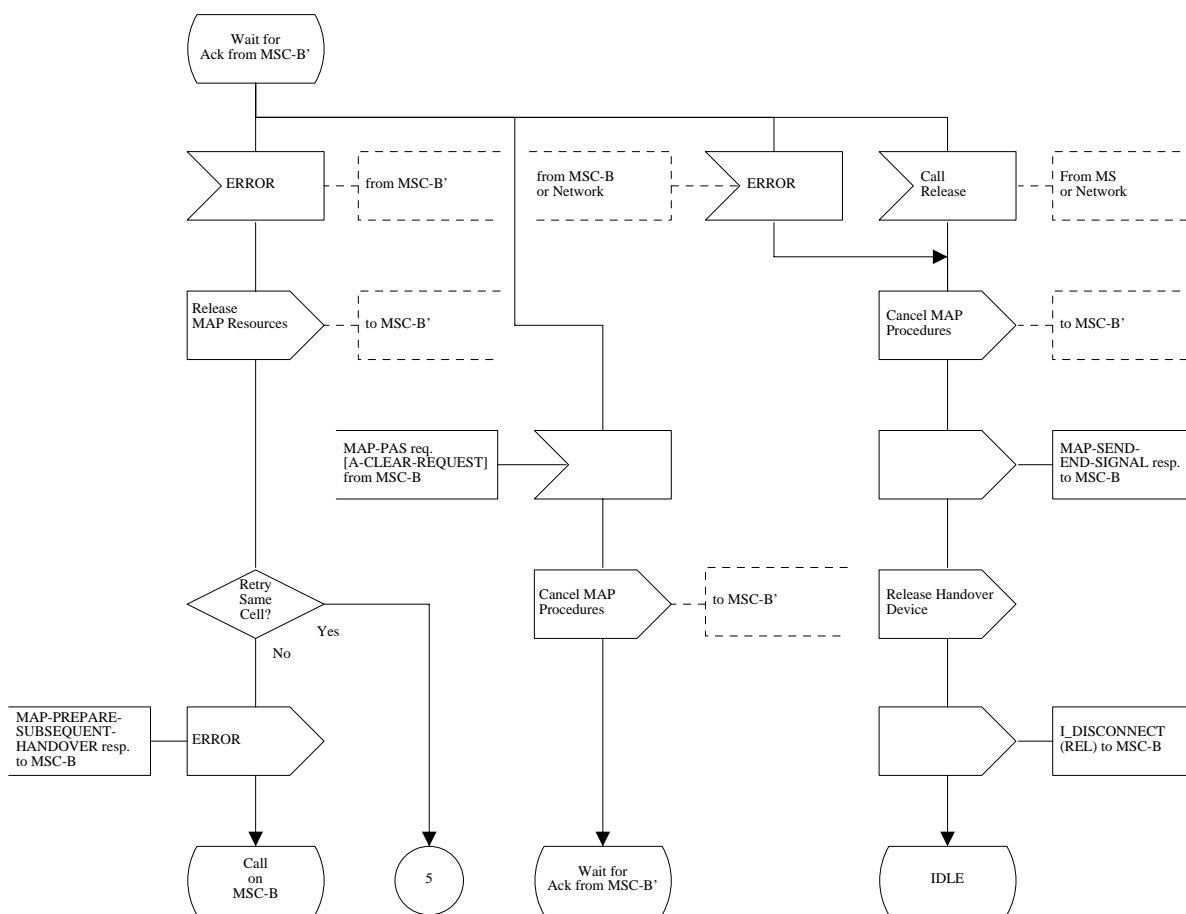 Wait for
Ack from MSC-B’
ERROR
from MSC-B’
from MSC-B
or Network
ERROR
Call
Release
From MS
or Network
Release
MAP Resources
to MSC-B’
Cancel MAP
Procedures
to MSC-B’
MAP-PAS req.
[A-CLEAR-REQUEST]
from MSC-B
MAP-SEND-
END-SIGNAL resp.
to MSC-B
Retry
Same
Cell?
Yes
No
Cancel MAP
Procedures
to MSC-B’
Release Handover
Device
MAP-PREPARE-
SUBSEQUENT-
HANDOVER resp.
to MSC-B
ERROR
I_DISCONNECT
(REL) to MSC-B
Call
on
MSC-B
5
Wait for
Ack from MSC-B’
IDLE